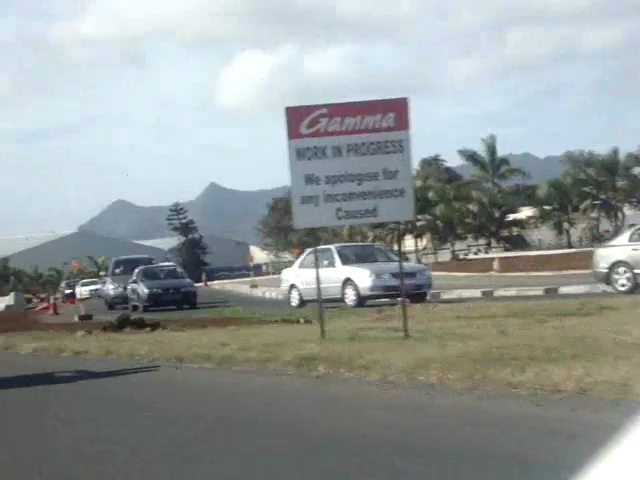 Gamma
WORK IN PROGRESS
We apologise for
any inconvenience
Caused